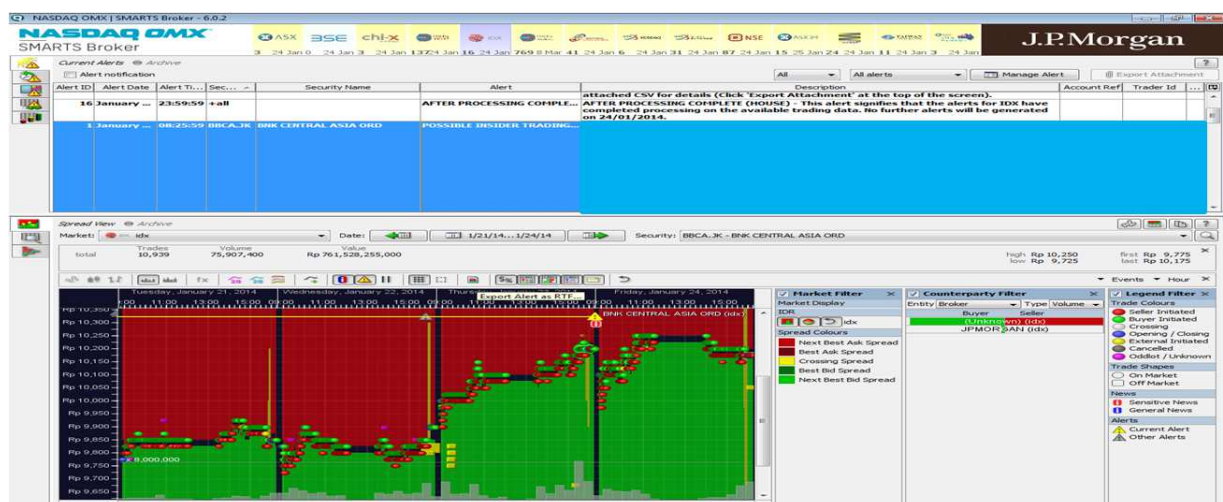 NASDAQ OMX | SMARTS Broker - 6.0.2
NASDAQ OMX
SMARTS Broker
ASX BSE chi-x NSE
J.P.Morgan
Current Alerts Archive
Alert notification All All alerts Manage Alert Export Attachment
Alert ID Alert Date Alert Ti... Sec... Security Name Alert Description Account Ref Trader Id ...
attached CSV for details (Click 'Export Attachment' at the top of the screen).
16 January ... 23:59:59 +all AFTER PROCESSING COMPLE... AFTER PROCESSING COMPLETE (HOUSE) - This alert signifies that the alerts for IDX have
completed processing on the available trading data. No further alerts will be generated
on 24/01/2014.
1 January ... 08:25:59 BBCA.JK BNK CENTRAL ASIA ORD POSSIBLE INSIDER TRADING...
Spread View Archive
Market: idx Date: 1/21/14...1/24/14 Security: BBCA.JK - BNK CENTRAL ASIA ORD
Trades Volume Value
total 10,939 75,907,400 Rp 761,528,255,000
high Rp 10,250 first Rp 9,775
low Rp 9,725 last Rp 10,175
Events Hour
Export Alert as RTF...
Tuesday, January 21, 2014 Wednesday, January 22, 2014 Friday, January 24, 2014
BNK CENTRAL ASIA ORD (idx)
Rp 10,350
Rp 10,300
Rp 10,250
Rp 10,200
Rp 10,150
Rp 10,100
Rp 10,050
Rp 10,000
Rp 9,950
Rp 9,900
Rp 9,850
Rp 9,800
Rp 9,750
Rp 9,700
Rp 9,650
8,000,000
Market Filter
Market Display
IDR
idx
Spread Colours
Next Best Ask Spread
Best Ask Spread
Crossing Spread
Best Bid Spread
Next Best Bid Spread
Counterparty Filter
Entity Broker Type Volume
Buyer Seller
(Unknown) (idx)
JPMORGAN (idx)
Legend Filter
Trade Colours
Seller Initiated
Buyer Initiated
Crossing
Opening / Closing
External Initiated
Cancelled
Oddlot / Unknown
Trade Shapes
On Market
Off Market
News
Sensitive News
General News
Alerts
Current Alert
Other Alerts